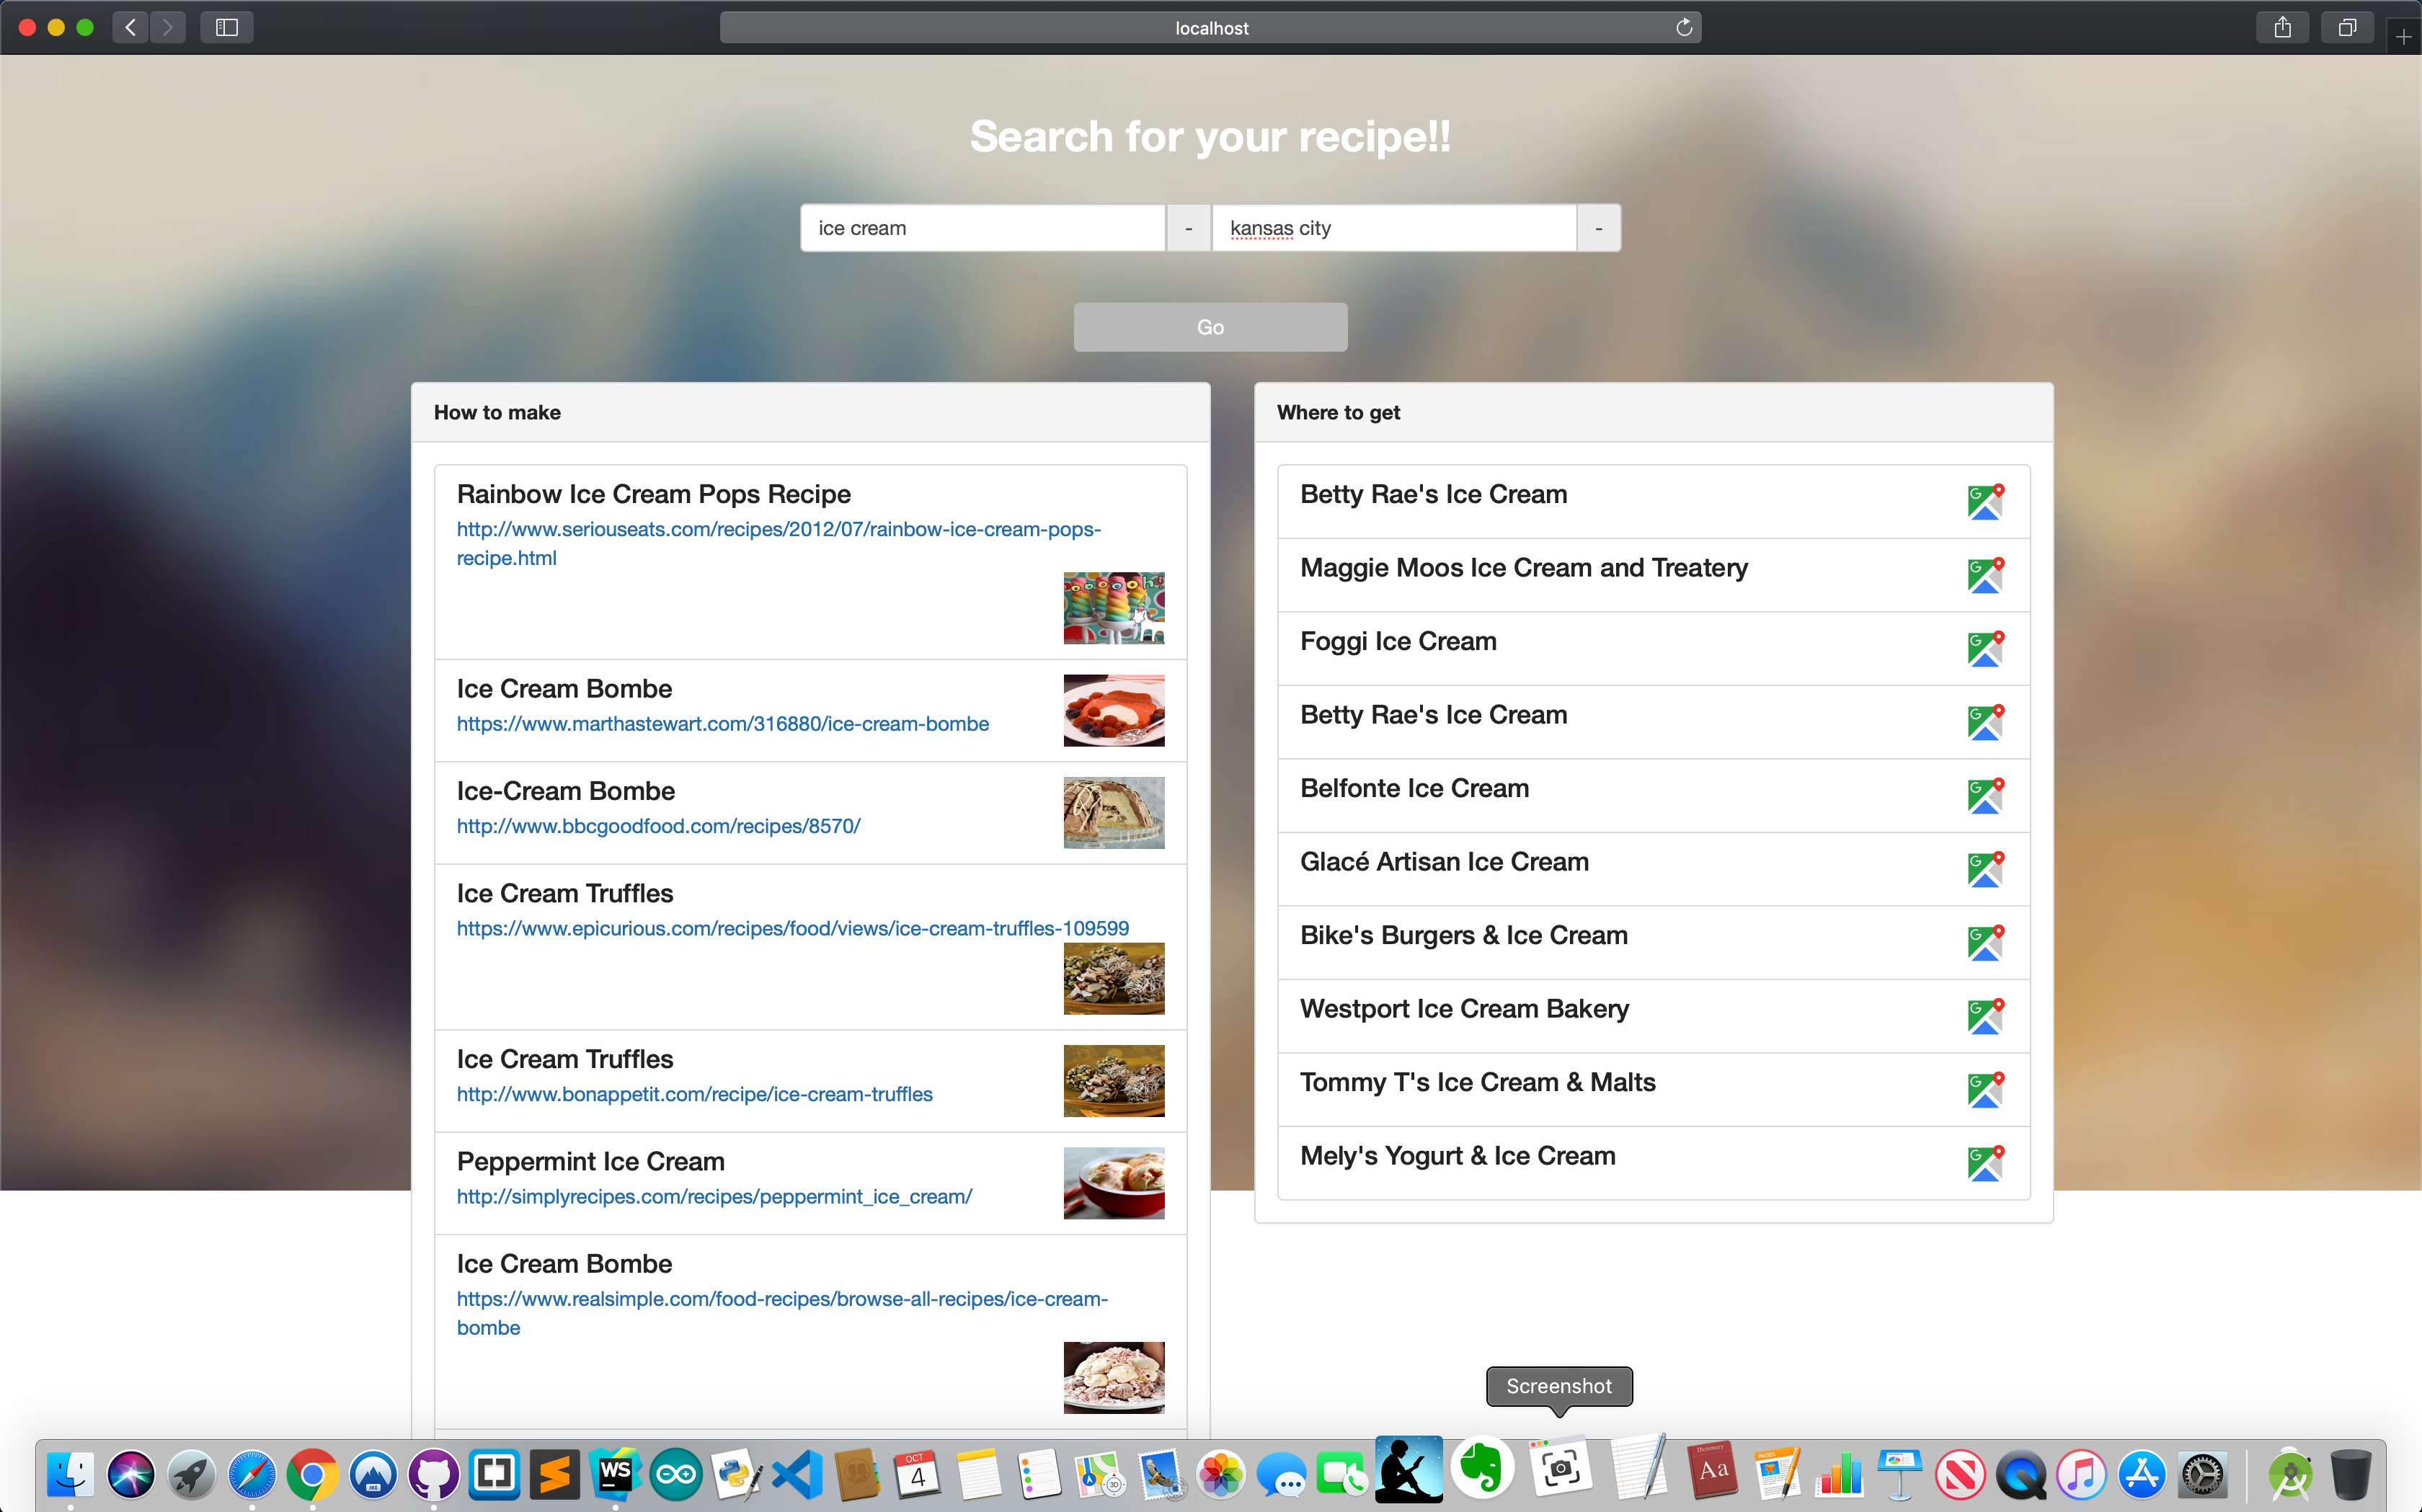 localhost
Search for your recipe!!
ice cream - kansas city -
Go
How to make
Rainbow Ice Cream Pops Recipe
http://www.seriouseats.com/recipes/2012/07/rainbow-ice-cream-pops-
recipe.html
Ice Cream Bombe
https://www.marthastewart.com/316880/ice-cream-bombe
Ice-Cream Bombe
http://www.bbcgoodfood.com/recipes/8570/
Ice Cream Truffles
https://www.epicurious.com/recipes/food/views/ice-cream-truffles-109599
Ice Cream Truffles
http://www.bonappetit.com/recipe/ice-cream-truffles
Peppermint Ice Cream
http://simplyrecipes.com/recipes/peppermint_ice_cream/
Ice Cream Bombe
https://www.realsimple.com/food-recipes/browse-all-recipes/ice-cream-
bombe
Where to get
Betty Rae's Ice Cream
Maggie Moos Ice Cream and Treatery
Foggi Ice Cream
Betty Rae's Ice Cream
Belfonte Ice Cream
Glacé Artisan Ice Cream
Bike's Burgers & Ice Cream
Westport Ice Cream Bakery
Tommy T's Ice Cream & Malts
Mely's Yogurt & Ice Cream
Screenshot
WS
OCT
4
3D
Dictionary
Aa
PAGES